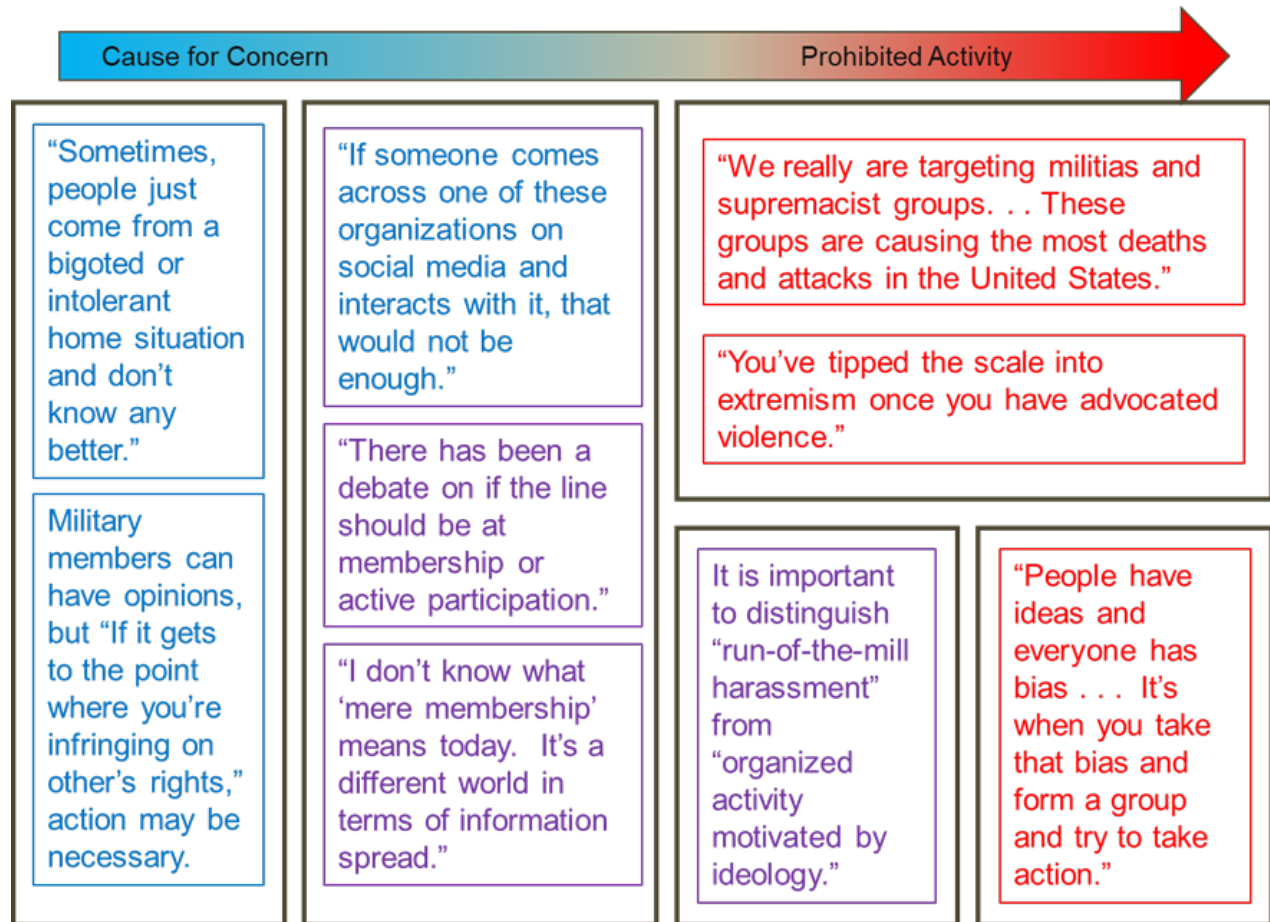 Cause for Concern
Prohibited Activity
“Sometimes,
people just
come from a
bigoted or
intolerant
home situation
and don’t
know any
better.”
Military
members can
have opinions,
but “If it gets
to the point
where you’re
infringing on
other’s rights,”
action may be
necessary.
“If someone comes
across one of these
organizations on
social media and
interacts with it, that
would not be
enough.”
“There has been a
debate on if the line
should be at
membership or
active participation.”
“I don’t know what
‘mere membership’
means today.  It’s a
different world in
terms of information
spread.”
“We really are targeting militias and
supremacist groups. . . These
groups are causing the most deaths
and attacks in the United States.”
“You’ve tipped the scale into
extremism once you have advocated
violence.”
It is important
to distinguish
“run-of-the-mill
harassment”
from
“organized
activity
motivated by
ideology.”
“People have
ideas and
everyone has
bias . . .  It’s
when you take
that bias and
form a group
and try to take
action.”